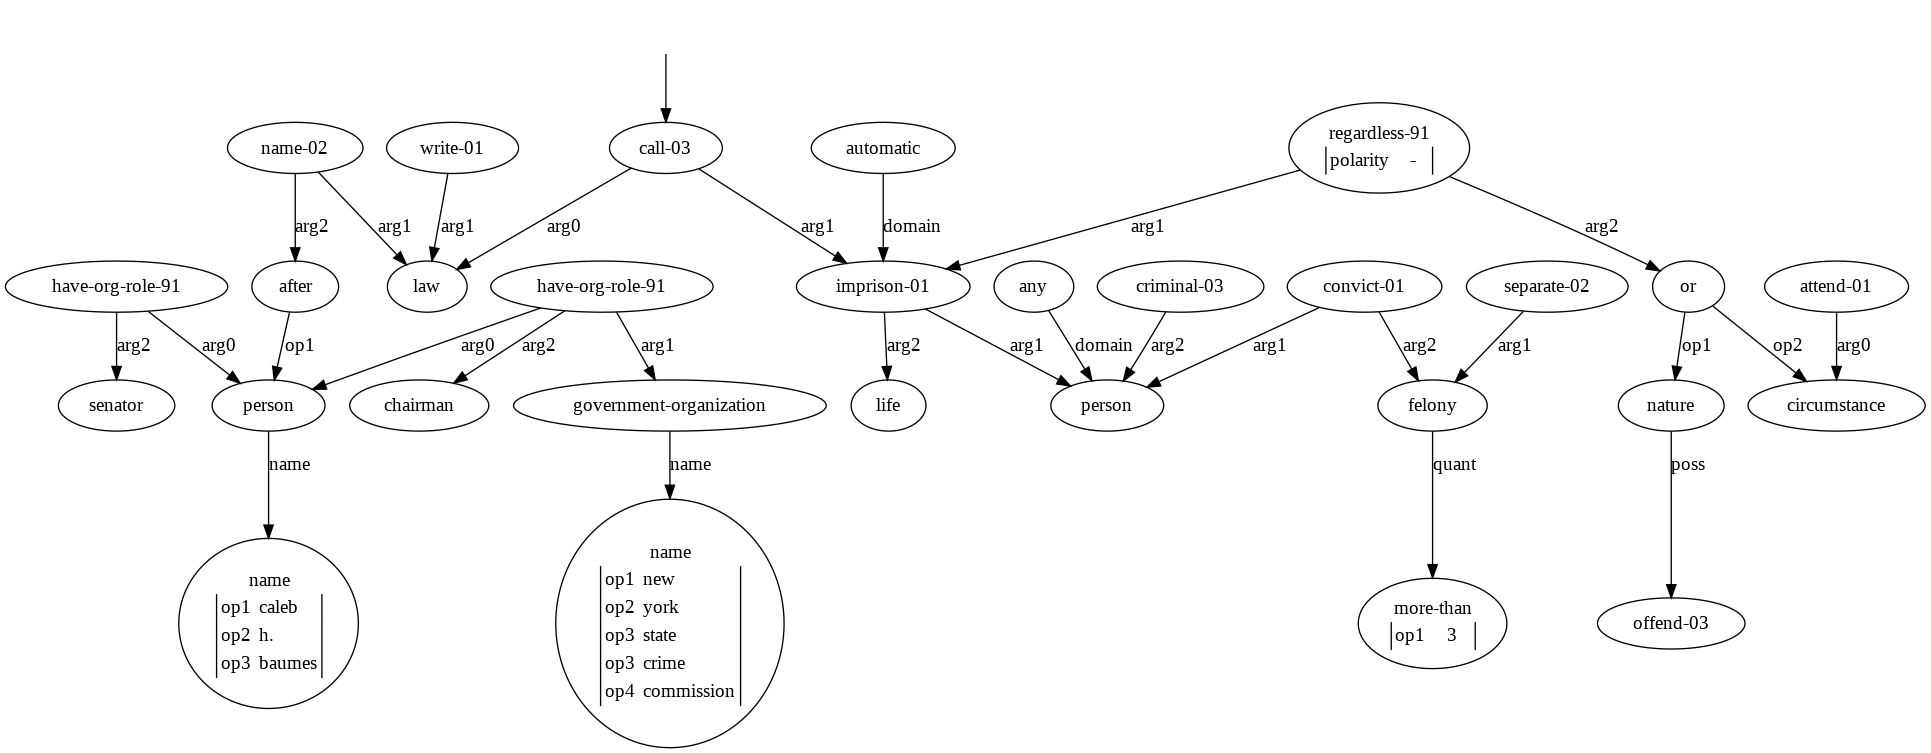 name-02
write-01
call-03
automatic
regardless-91
polarity -
arg2
arg1
arg1
arg0
arg1
domain
arg1
arg2
have-org-role-91
after
law
have-org-role-91
imprison-01
any
criminal-03
convict-01
separate-02
or
attend-01
arg2
arg0
op1
arg0
arg2
arg1
arg2
arg1
domain
arg2
arg1
arg2
arg1
op1
op2
arg0
senator
person
chairman
government-organization
life
person
felony
nature
circumstance
name
name
quant
poss
name
op1 caleb
op2 h.
op3 baumes
name
op1 new
op2 york
op3 state
op3 crime
op4 commission
more-than
op1 3
offend-03